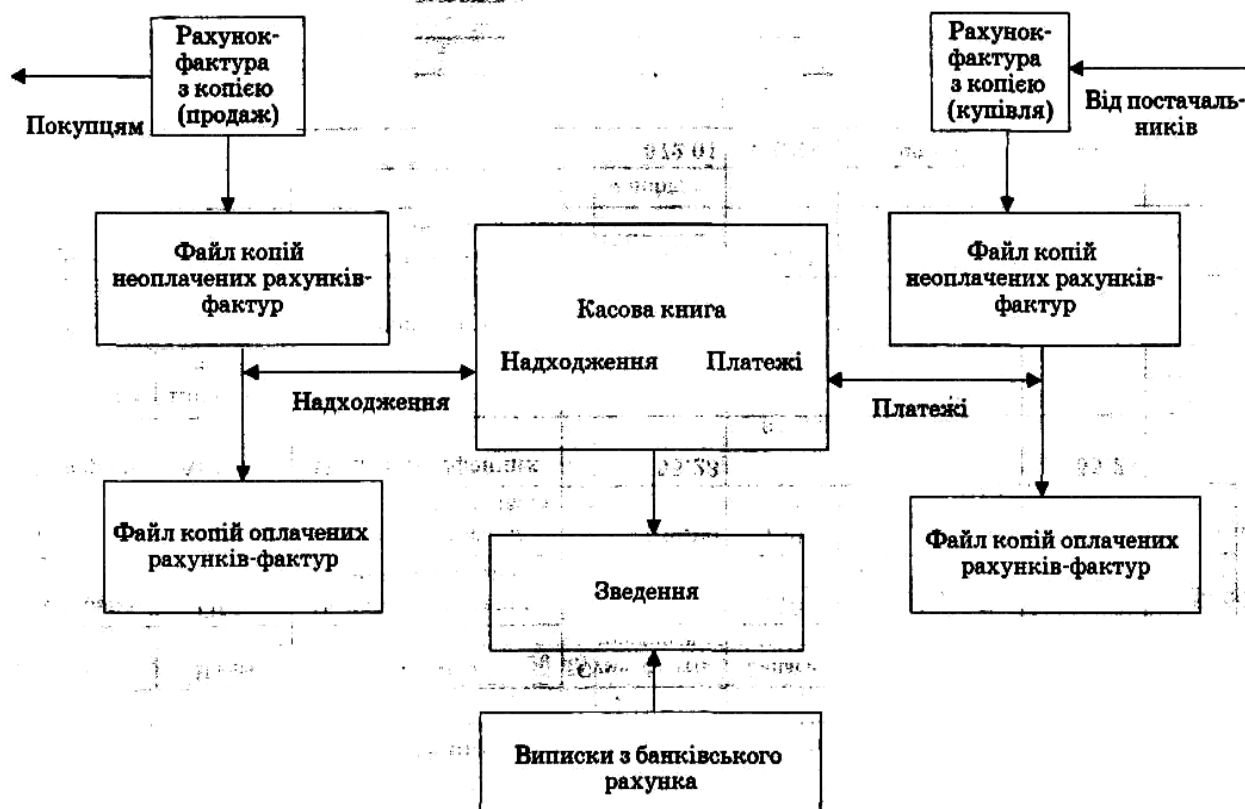 Рахунок-
фактура
з копією
(продаж)
Покупцям
Рахунок-
фактура
з копією
(купівля)
Від постачаль-
ників
Файл копій
неоплачених рахунків-
фактур
Касова книга
Надходження Платежі
Файл копій
неоплачених рахунків-
фактур
Надходження
Платежі
Файл копій оплачених
рахунків-фактур
Зведення
Файл копій оплачених
рахунків-фактур
Виписки з банківського
рахунка